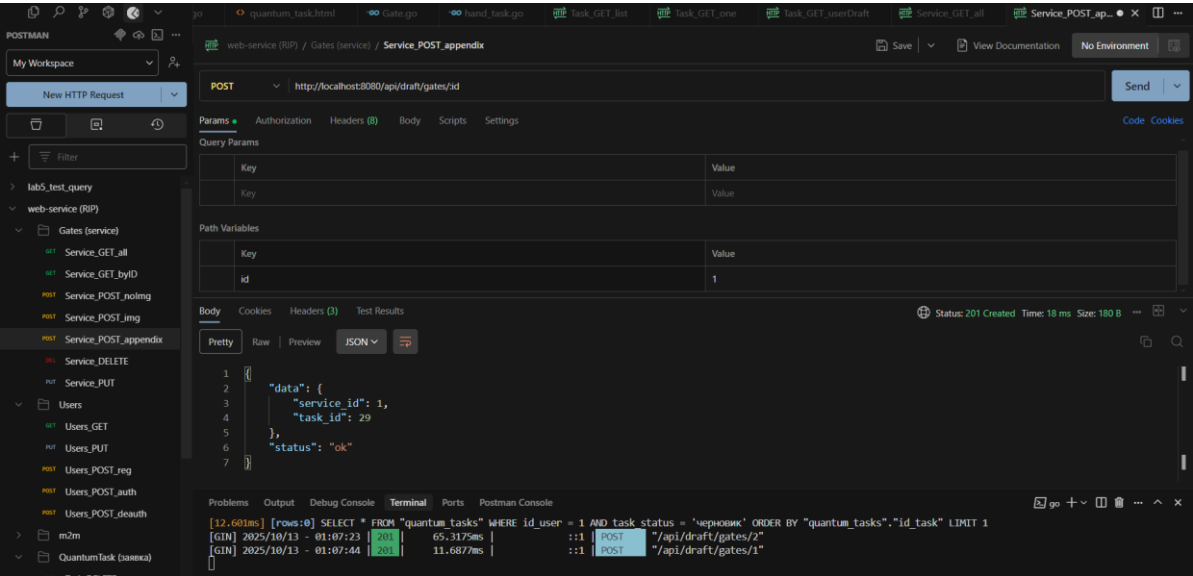 go quantum_task.html Gate.go hand_task.go Task_GET_list Task_GET_one Task_GET_userDraft Service_GET_all Service_POST_ap...
POSTMAN
web-service (RIP) / Gates (service) / Service_POST_appendix Save View Documentation No Environment
My Workspace
New HTTP Request
POST http://localhost:8080/api/draft/gates/:id Send
Params Authorization Headers (8) Body Scripts Settings Code Cookies
Query Params
Filter
Key Value
Key Value
lab5_test_query
web-service (RIP)
Path Variables
Gates (service)
Key Value
GET Service_GET_all
id 1
GET Service_GET_byID
POST Service_POST_noImg
Body Cookies Headers (3) Test Results Status: 201 Created Time: 18 ms Size: 180 B
POST Service_POST_img
POST Service_POST_appendix
Pretty Raw Preview JSON
DEL Service_DELETE
PUT Service_PUT
1 {
2 "data": {
3 "service_id": 1,
4 "task_id": 29
5 },
6 "status": "ok"
7 }
Users
GET Users_GET
PUT Users_PUT
POST Users_POST_reg
POST Users_POST_auth
POST Users_POST_deauth
m2m
QuantumTask (заявка)
Problems Output Debug Console Terminal Ports Postman Console go
[12.601ms] [rows:0] SELECT * FROM "quantum_tasks" WHERE id_user = 1 AND task_status = 'черновик' ORDER BY "quantum_tasks"."id_task" LIMIT 1
[GIN] 2025/10/13 - 01:07:23 | 201 | 65.3175ms | ::1 | POST "/api/draft/gates/2"
[GIN] 2025/10/13 - 01:07:44 | 201 | 11.6877ms | ::1 | POST "/api/draft/gates/1"